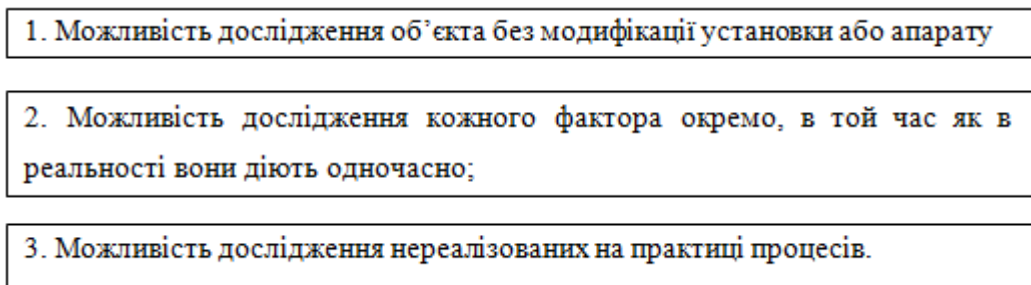 1. Можливість дослідження об’єкта без модифікації установки або апарату
2. Можливість дослідження кожного фактора окремо, в той час як в
реальності вони діють одночасно;
3. Можливість дослідження нереалізованих на практиці процесів.